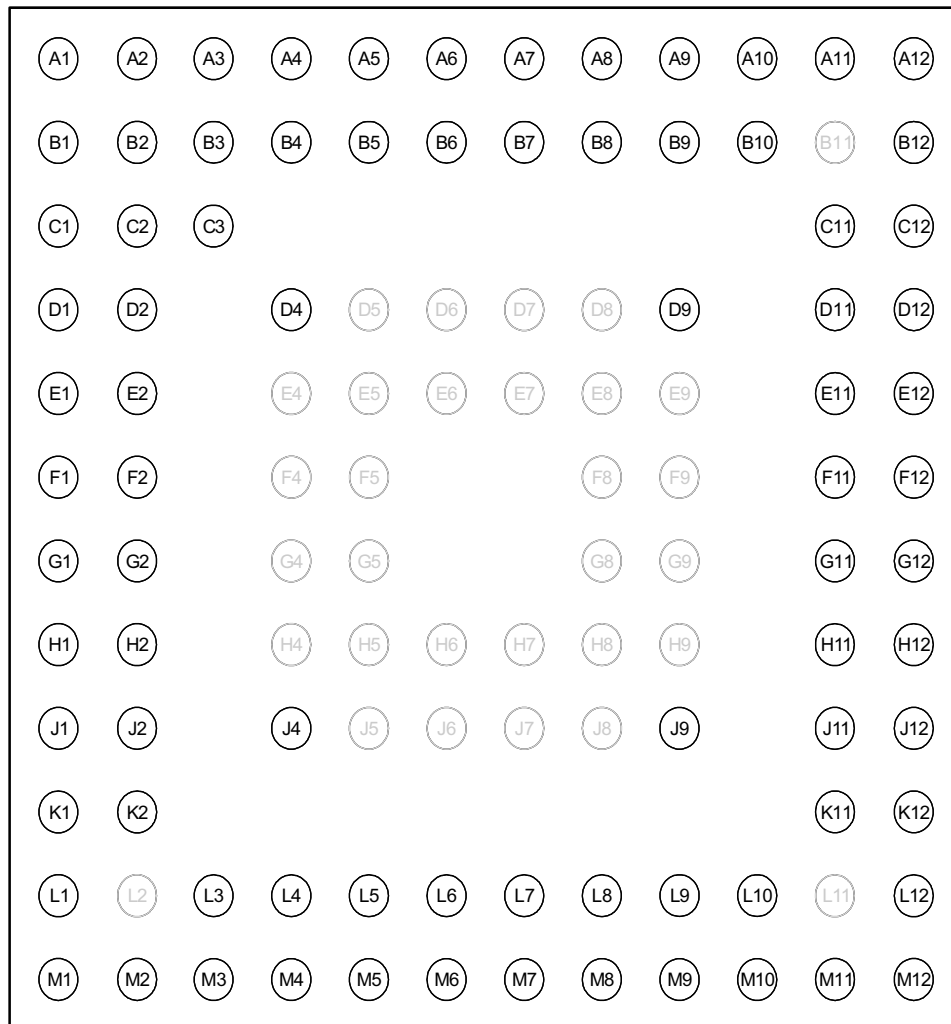 A1 A2 A3 A4 A5 A6 A7 A8 A9 A10 A11 A12
B1 B2 B3 B4 B5 B6 B7 B8 B9 B10 B11 B12
C1 C2 C3 C11 C12
D1 D2 D4 D5 D6 D7 D8 D9 D11 D12
E1 E2 E4 E5 E6 E7 E8 E9 E11 E12
F1 F2 F4 F5 F8 F9 F11 F12
G1 G2 G4 G5 G8 G9 G11 G12
H1 H2 H4 H5 H6 H7 H8 H9 H11 H12
J1 J2 J4 J5 J6 J7 J8 J9 J11 J12
K1 K2 K11 K12
L1 L2 L3 L4 L5 L6 L7 L8 L9 L10 L11 L12
M1 M2 M3 M4 M5 M6 M7 M8 M9 M10 M11 M12